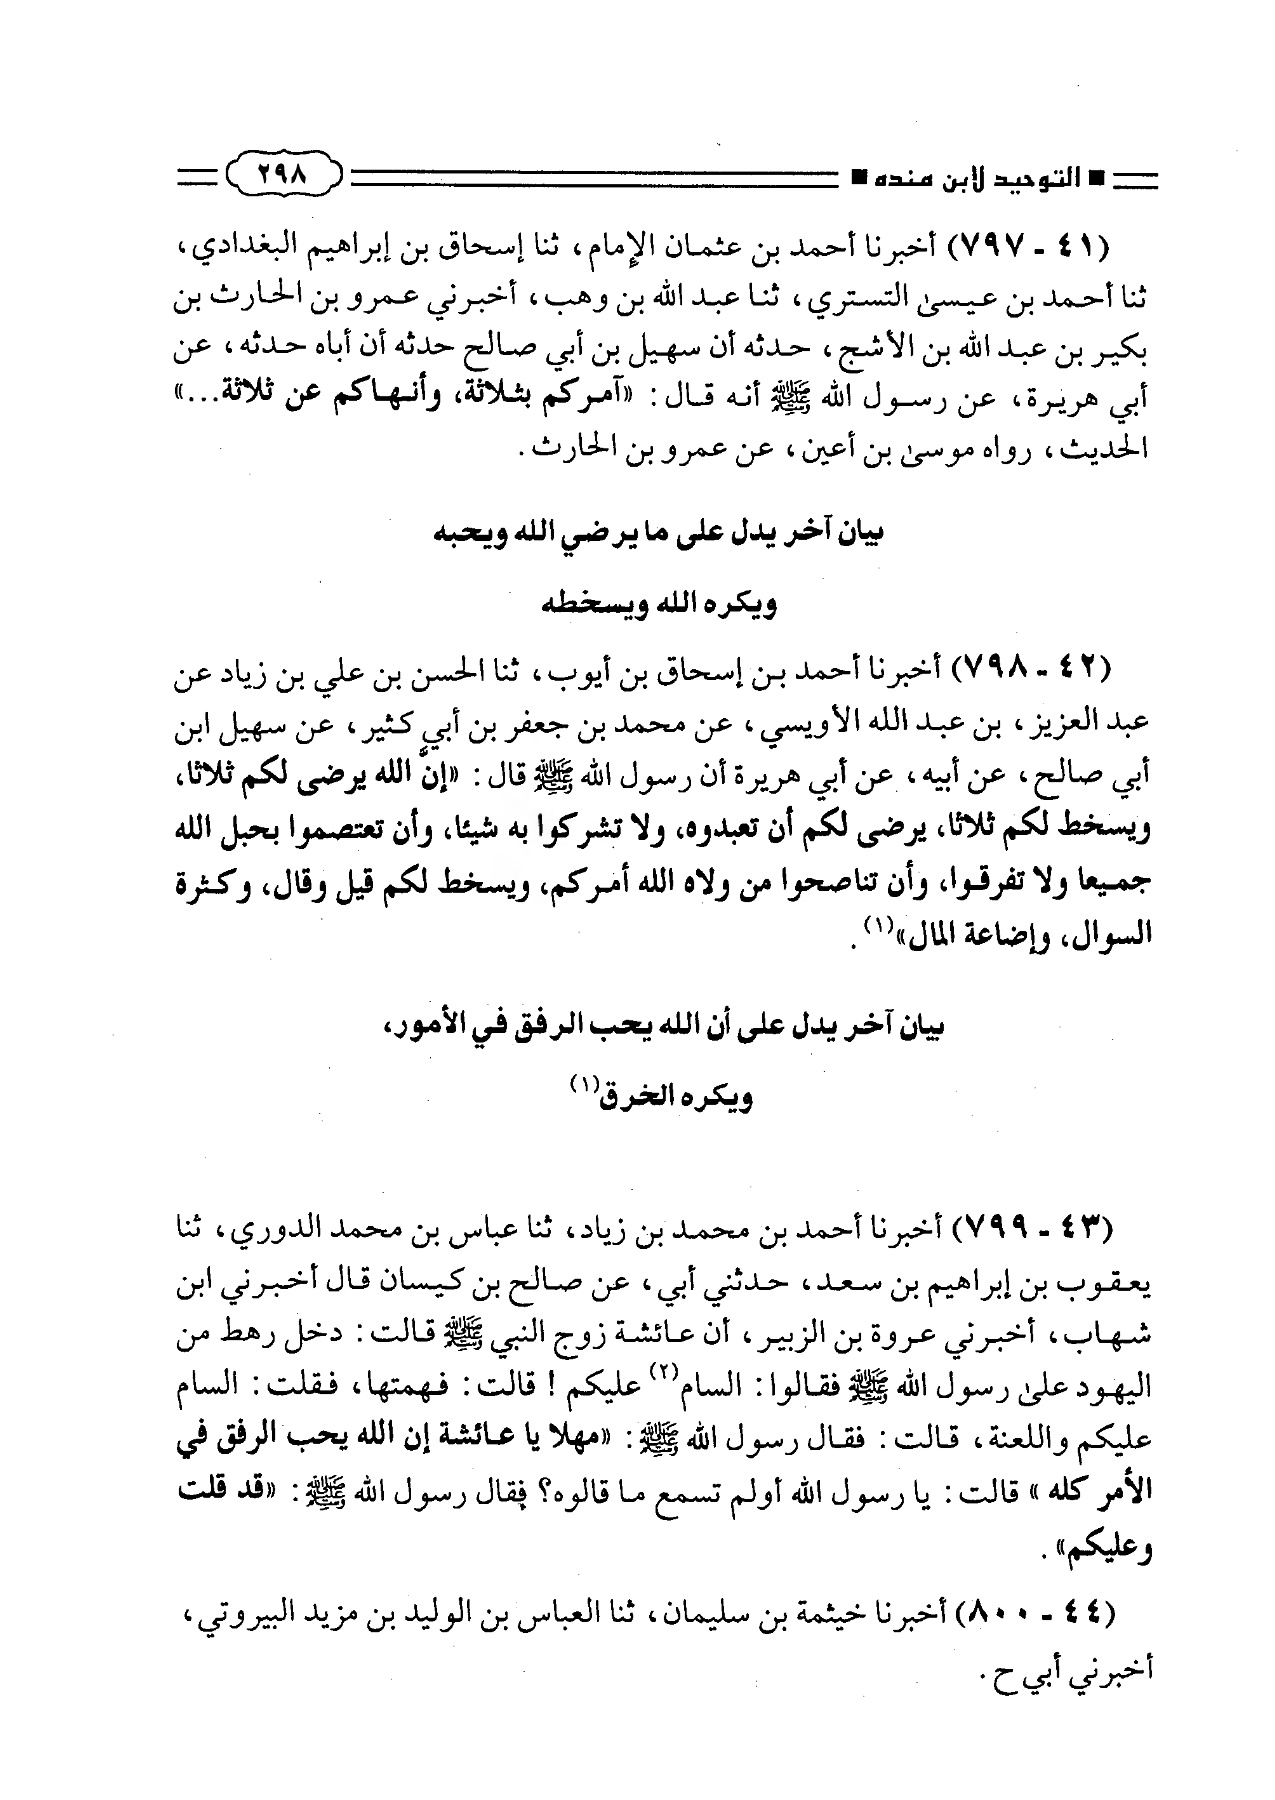 ■ التوحيد لابن منده ■ ٢٩٨
(٤١ - ٧٩٧) أخبرنا أحمد بن عثمان الإمام، ثنا إسحاق بن إبراهيم البغدادي،
ثنا أحمد بن عيسىٰ التستري، ثنا عبد الله بن وهب، أخبرني عمرو بن الحارث بن
بكير بن عبد الله بن الأشج، حدثه أن سهيل بن أبي صالح حدثه أن أباه حدثه، عن
أبي هريرة، عن رسول الله ﷺ أنه قال: «آمركم بثلاثة، وأنهاكم عن ثلاثة...»
الحديث، رواه موسىٰ بن أعين، عن عمرو بن الحارث.
بيان آخر يدل على ما يرضي الله ويحبه
ويكره الله ويسخطه
(٤٢ - ٧٩٨) أخبرنا أحمد بن إسحاق بن أيوب، ثنا الحسن بن علي بن زياد عن
عبد العزيز، بن عبد الله الأويسي، عن محمد بن جعفر بن أبي كثير، عن سهيل ابن
أبي صالح، عن أبيه، عن أبي هريرة أن رسول الله ﷺ قال: «إنَّ الله يرضى لكم ثلاثا،
ويسخط لكم ثلاثا، يرضى لكم أن تعبدوه، ولا تشركوا به شيئا، وأن تعتصموا بحبل الله
جميعا ولا تفرقوا، وأن تناصحوا من ولاه الله أمركم، ويسخط لكم قيل وقال، وكثرة
السوال، وإضاعة المال»(١).
بيان آخر يدل على أن الله يحب الرفق في الأمور،
ويكره الخرق(١)
(٤٣ - ٧٩٩) أخبرنا أحمد بن محمد بن زياد، ثنا عباس بن محمد الدوري، ثنا
يعقوب بن إبراهيم بن سعد، حدثني أبي، عن صالح بن كيسان قال أخبرني ابن
شهاب، أخبرني عروة بن الزبير، أن عائشة زوج النبي ﷺ قالت: دخل رهط من
اليهود علىٰ رسول الله ﷺ فقالوا: السام(٢) عليكم! قالت: فهمتها، فقلت: السام
عليكم واللعنة، قالت: فقال رسول الله ﷺ: «مهلا يا عائشة إن الله يحب الرفق في
الأمر كله» قالت: يا رسول الله أولم تسمع ما قالوه؟ فقال رسول الله ﷺ: «قد قلت
وعليكم».
(٤٤ - ٨٠٠) أخبرنا خيثمة بن سليمان، ثنا العباس بن الوليد بن مزيد البيروتي،
أخبرني أبي ح.